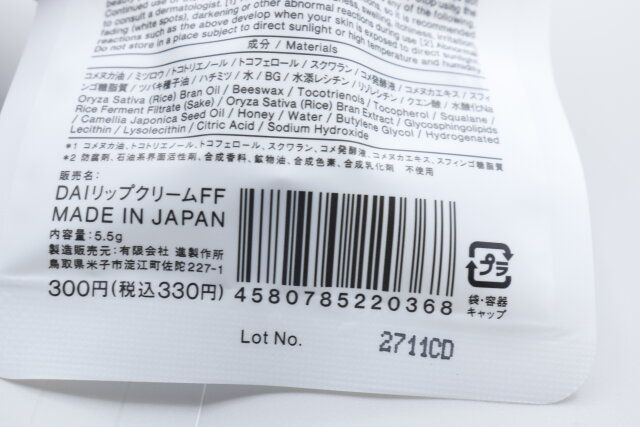 to consult a dermatologist.
fading (white spots), darkening or other abnormal reactions when your skin is exposed to direct
reactions such as the above develop when your skin is exposed to direct
Do not store in a place subject to direct sunlight or high temperature and humidity
成分 / Materials
コメヌカ油 / ミツロウ / トコトリエノール / トコフェロール / スクワラン / コメ発酵液 / コメヌカエキス / スフィ
ンゴ糖脂質 / ツバキ種子油 / ハチミツ / 水 / BG / 水添レシチン / リゾレシチン / クエン酸 / 水酸化Na
Oryza Sativa (Rice) Bran Oil / Beeswax / Tocotrienols / Tocopherol / Squalane /
Rice Ferment Filtrate (Sake) / Oryza Sativa (Rice) Bran Extract / Glycosphingolipids
/ Camellia Japonica Seed Oil / Honey / Water / Butylene Glycol / Hydrogenated
Lecithin / Lysolecithin / Citric Acid / Sodium Hydroxide
*1 コメヌカ油、トコトリエノール、トコフェロール、スクワラン、コメ発酵液、コメヌカエキス、スフィンゴ糖脂質
*2 防腐剤、石油系界面活性剤、合成香料、鉱物油、合成色素、合成乳化剤 不使用
販売名:
DAIリップクリームFF
MADE IN JAPAN
内容量:5.5g
製造販売元:有限会社 進製作所
鳥取県米子市淀江町佐陀227-1
300円(税込330円)
4580785220368
プラ
袋・容器
キャップ
Lot No.
2711CD